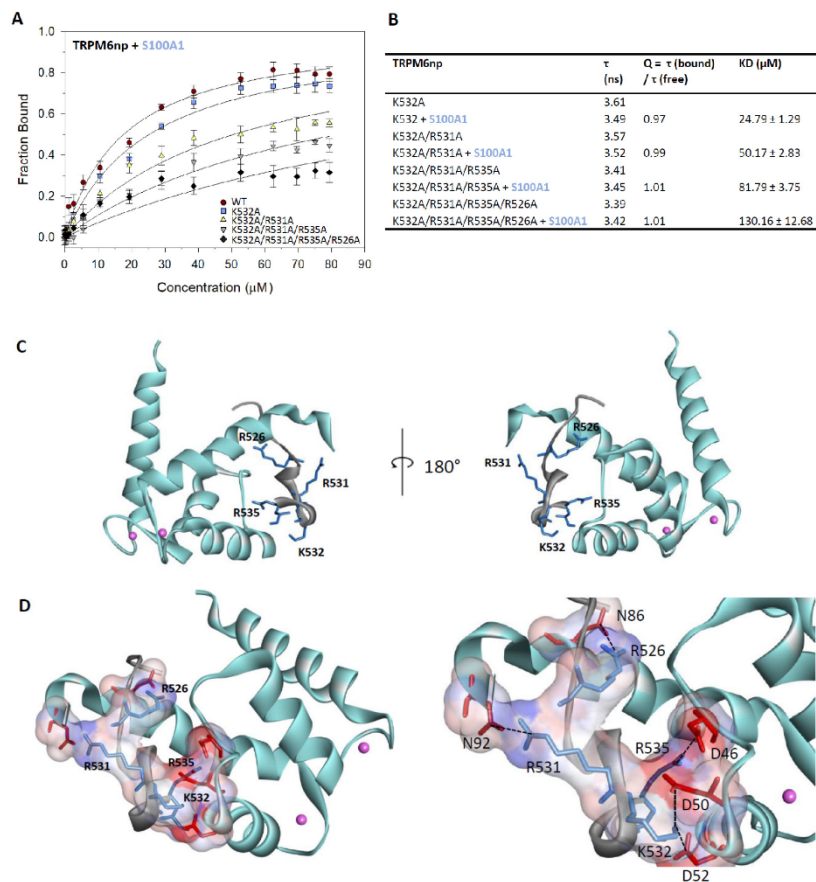 A
TRPM6np + S100A1
1.0
0.8
0.6
0.4
0.2
0.0
Fraction Bound
WT
K532A
K532A/R531A
K532A/R531A/R535A
K532A/R531A/R535A/R526A
0 10 20 30 40 50 60 70 80 90
Concentration (μM)
B
TRPM6np τ (ns) Q = τ (bound) / τ (free) KD (μM)
K532A 3.61
K532 + S100A1 3.49 0.97 24.79 ± 1.29
K532A/R531A 3.57
K532A/R531A + S100A1 3.52 0.99 50.17 ± 2.83
K532A/R531A/R535A 3.41
K532A/R531A/R535A + S100A1 3.45 1.01 81.79 ± 3.75
K532A/R531A/R535A/R526A 3.39
K532A/R531A/R535A/R526A + S100A1 3.42 1.01 130.16 ± 12.68
C
R526
R531
R535
K532
180°
R526
R531
R535
K532
D
R526
R531
R535
K532
N86
R526
N92
R531
R535
D46
D50
K532
D52